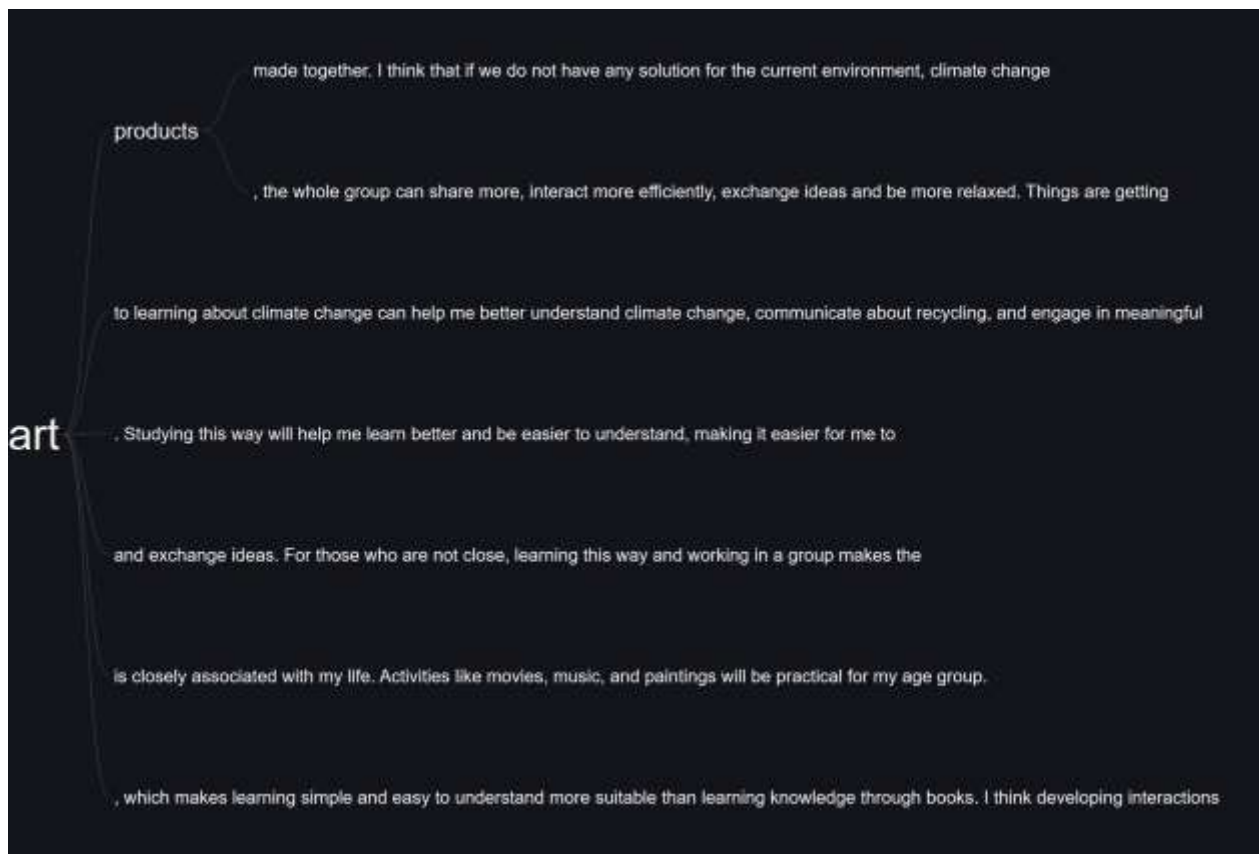 made together. I think that if we do not have any solution for the current environment, climate change
products
, the whole group can share more, interact more efficiently, exchange ideas and be more relaxed. Things are getting
to learning about climate change can help me better understand climate change, communicate about recycling, and engage in meaningful
art
. Studying this way will help me learn better and be easier to understand, making it easier for me to
and exchange ideas. For those who are not close, learning this way and working in a group makes the
is closely associated with my life. Activities like movies, music, and paintings will be practical for my age group.
, which makes learning simple and easy to understand more suitable than learning knowledge through books. I think developing interactions